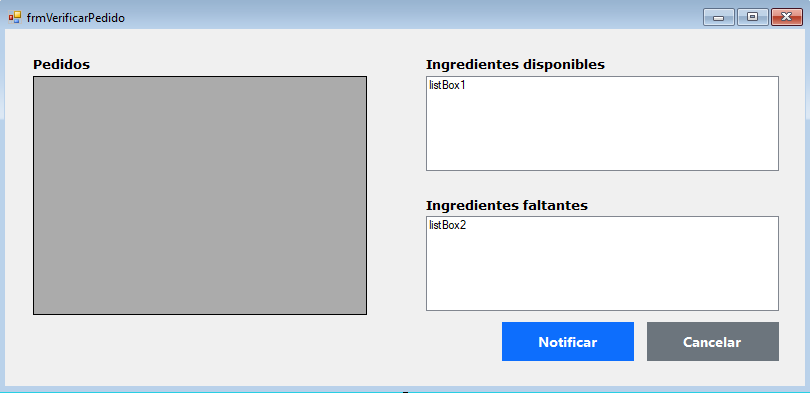 frmVerificarPedido
Pedidos
Ingredientes disponibles
listBox1
Ingredientes faltantes
listBox2
Notificar
Cancelar